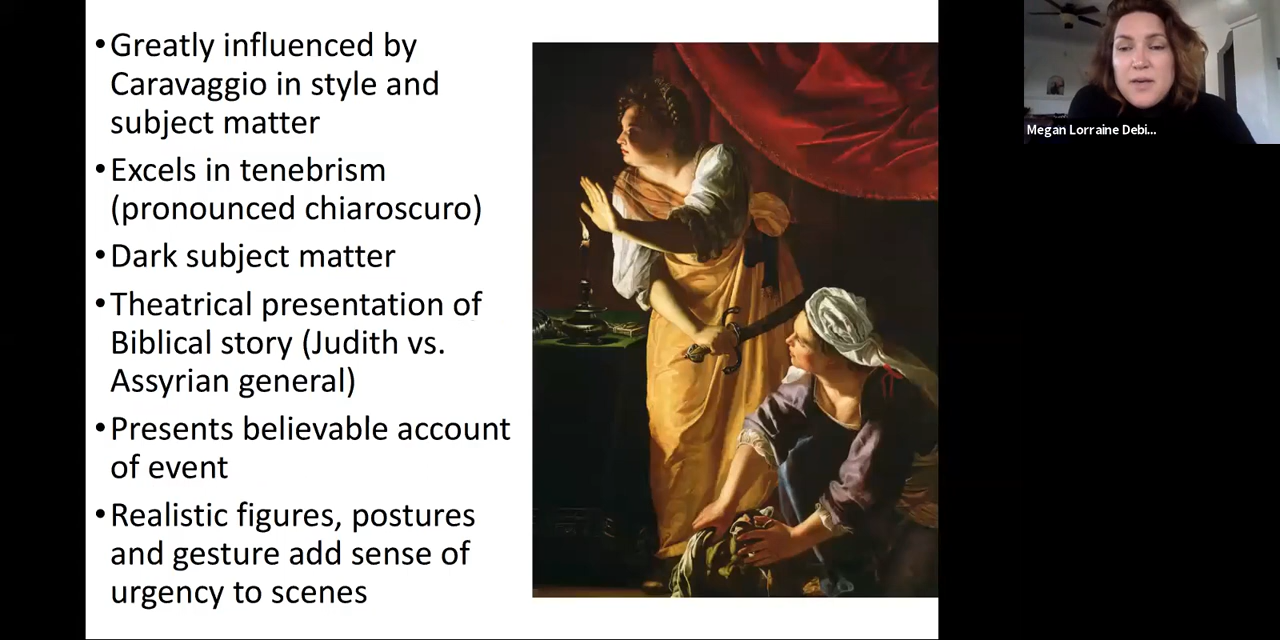 •Greatly influenced by
Caravaggio in style and
subject matter
•Excels in tenebrism
(pronounced chiaroscuro)
•Dark subject matter
•Theatrical presentation of
Biblical story (Judith vs.
Assyrian general)
•Presents believable account
of event
•Realistic figures, postures
and gesture add sense of
urgency to scenes
Megan Lorraine Debi...